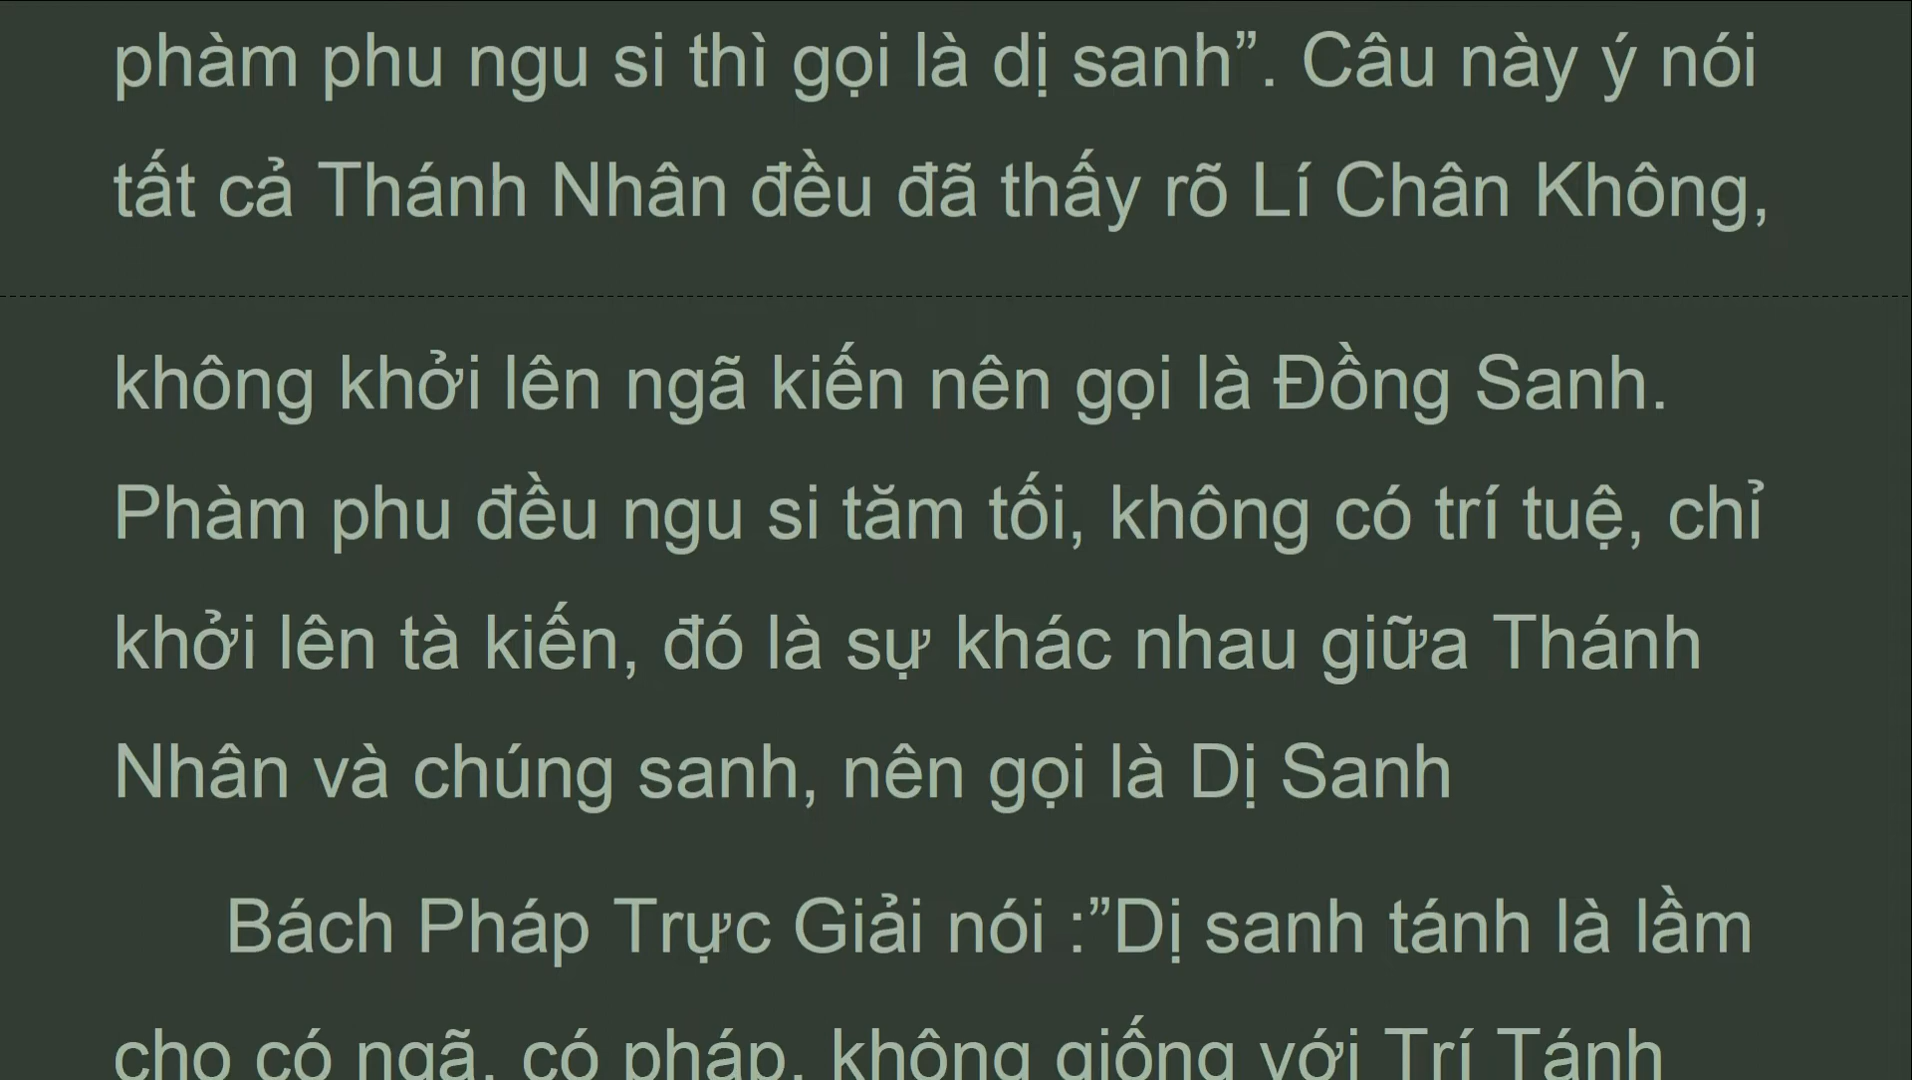 phàm phu ngu si thì gọi là dị sanh”. Câu này ý nói
tất cả Thánh Nhân đều đã thấy rõ Lí Chân Không,
không khởi lên ngã kiến nên gọi là Đồng Sanh.
Phàm phu đều ngu si tăm tối, không có trí tuệ, chỉ
khởi lên tà kiến, đó là sự khác nhau giữa Thánh
Nhân và chúng sanh, nên gọi là Dị Sanh
Bách Pháp Trực Giải nói :”Dị sanh tánh là lầm
cho có ngã, có pháp, không giống với Trí Tánh